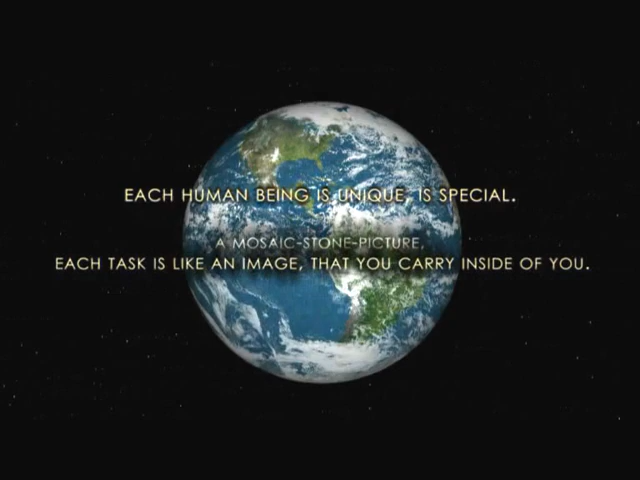 EACH HUMAN BEING IS UNIQUE, IS SPECIAL.
A MOSAIC-STONE-PICTURE,
EACH TASK IS LIKE AN IMAGE, THAT YOU CARRY INSIDE OF YOU.